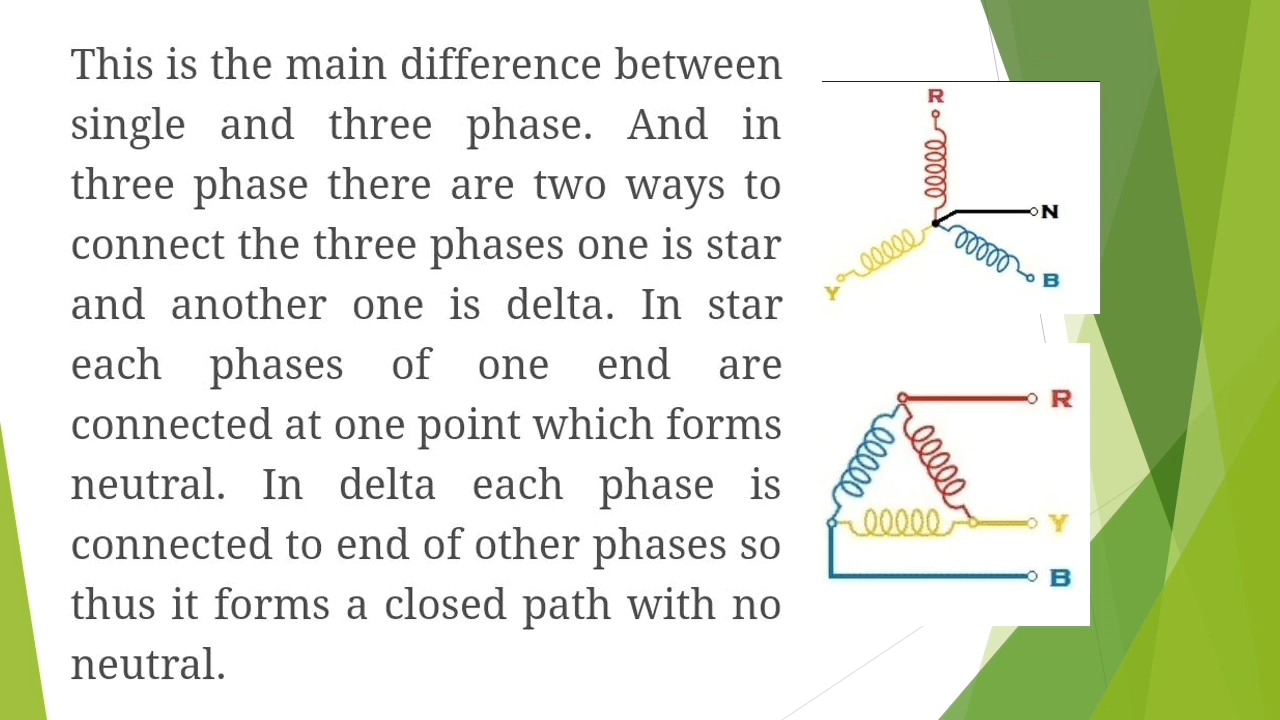 This is the main difference between
single and three phase. And in
three phase there are two ways to
connect the three phases one is star
and another one is delta. In star
each phases of one end are
connected at one point which forms
neutral. In delta each phase is
connected to end of other phases so
thus it forms a closed path with no
neutral.
R
N
B
Y
R
Y
B